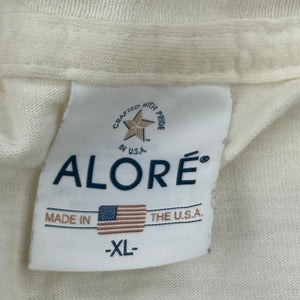 CRAFTED WITH PRIDE
IN U.S.A.
ALORÉ®
MADE IN THE U.S.A.
-XL-